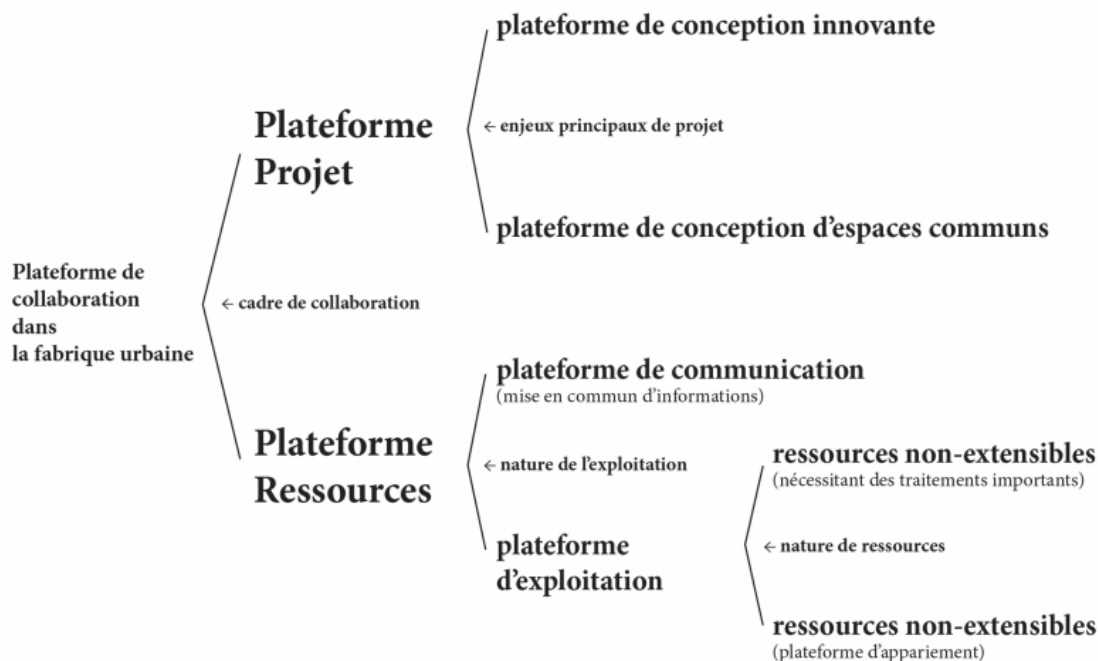 plateforme de conception innovante
Plateforme
Projet
← enjeux principaux de projet
plateforme de conception d'espaces communs
Plateforme de
collaboration
dans
la fabrique urbaine
← cadre de collaboration
plateforme de communication
(mise en commun d'informations)
Plateforme
Ressources
← nature de l'exploitation
plateforme
d'exploitation
ressources non-extensibles
(nécessitant des traitements importants)
← nature de ressources
ressources non-extensibles
(plateforme d'appariement)